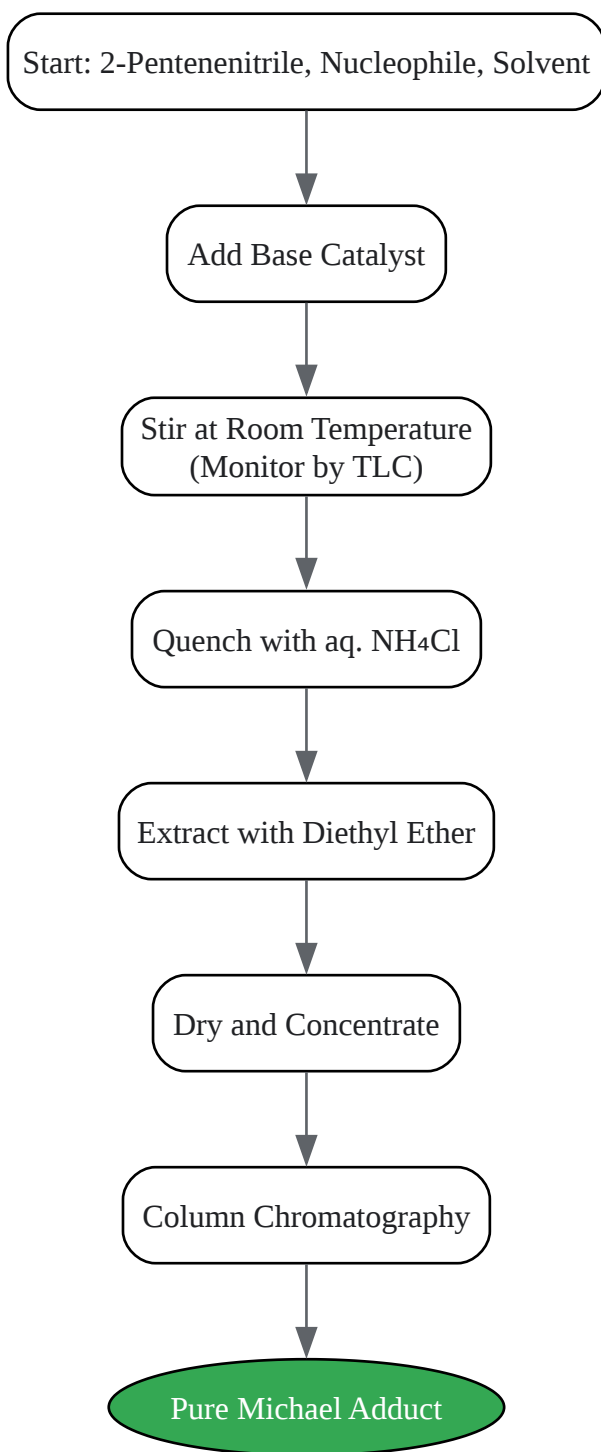 Start: 2-Pentenenitrile, Nucleophile, Solvent
Add Base Catalyst
Stir at Room Temperature
(Monitor by TLC)
Quench with aq. NH₄Cl
Extract with Diethyl Ether
Dry and Concentrate
Column Chromatography
Pure Michael Adduct